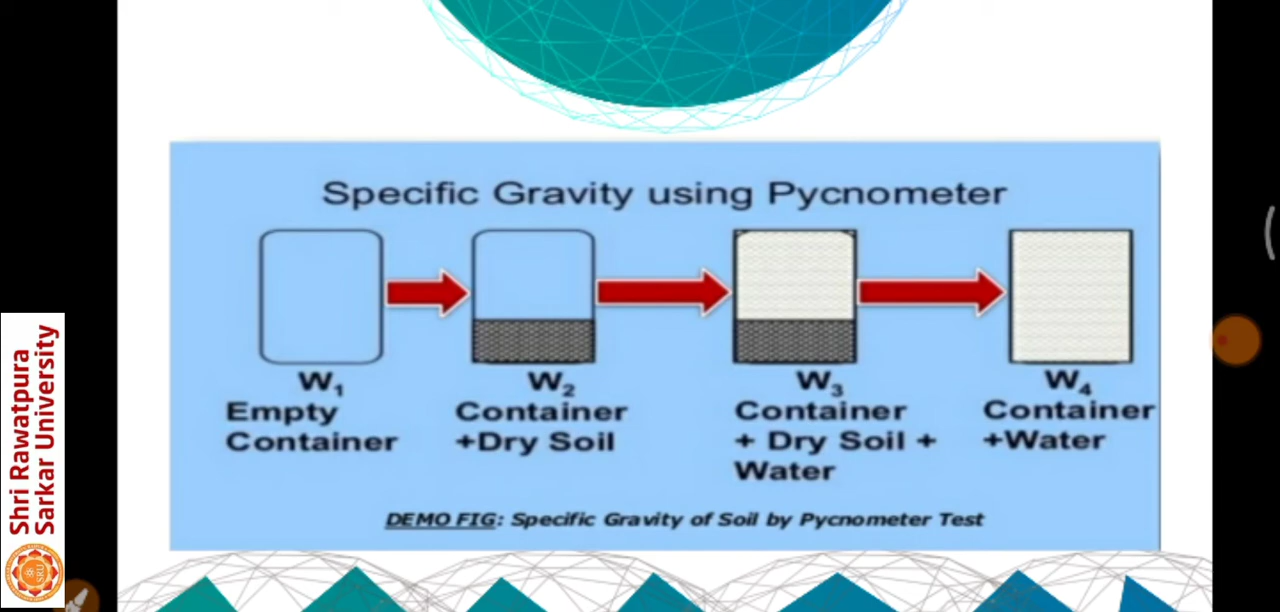 Specific Gravity using Pycnometer
W1
Empty
Container
W2
Container
+Dry Soil
W3
Container
+ Dry Soil +
Water
W4
Container
+Water
DEMO FIG: Specific Gravity of Soil by Pycnometer Test
Shri Rawatpura
Sarkar University
SRU